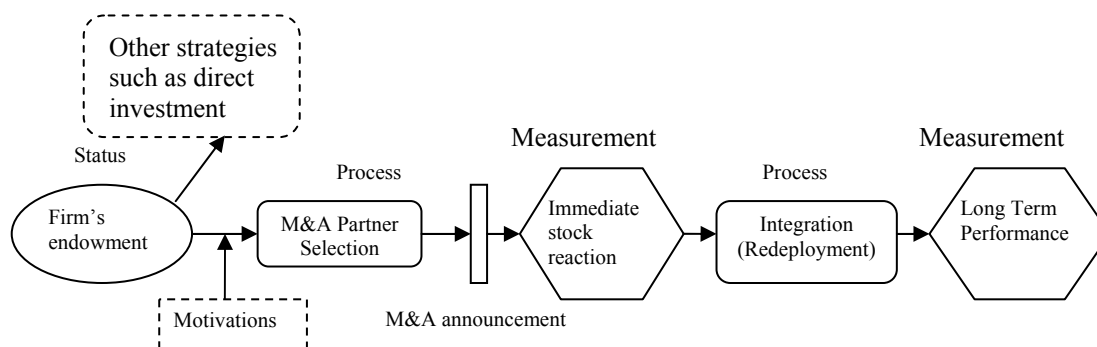 Other strategies
such as direct
investment
Status
Firm's
endowment
Motivations
Process
M&A Partner
Selection
M&A announcement
Measurement
Immediate
stock
reaction
Process
Integration
(Redeployment)
Measurement
Long Term
Performance